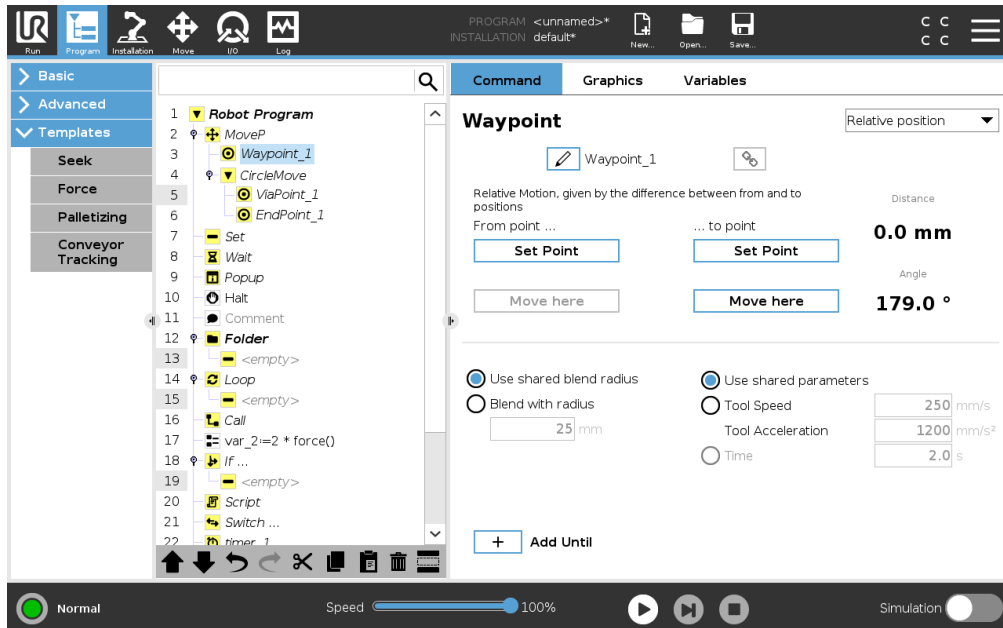 PROGRAM <unnamed>*
INSTALLATION default*
C C
C C
Run Program Installation Move I/O Log New... Open... Save...
Basic
Advanced
Templates
Seek
Force
Palletizing
Conveyor
Tracking
1 Robot Program
2 MoveP
3 Waypoint_1
4 CircleMove
5 ViaPoint_1
6 EndPoint_1
7 Set
8 Wait
9 Popup
10 Halt
11 Comment
12 Folder
13 <empty>
14 Loop
15 <empty>
16 Call
17 var_2:=2 * force()
18 If ...
19 <empty>
20 Script
21 Switch ...
22 timer_1
Command Graphics Variables
Waypoint
Relative position
Waypoint_1
Relative Motion, given by the difference between from and to
positions
Distance
From point ... ... to point
0.0 mm
Set Point Set Point
Angle
Move here Move here
179.0 °
Use shared blend radius Use shared parameters
Blend with radius Tool Speed 250 mm/s
25 mm Tool Acceleration 1200 mm/s²
Time 2.0 s
+ Add Until
Normal Speed 100% Simulation